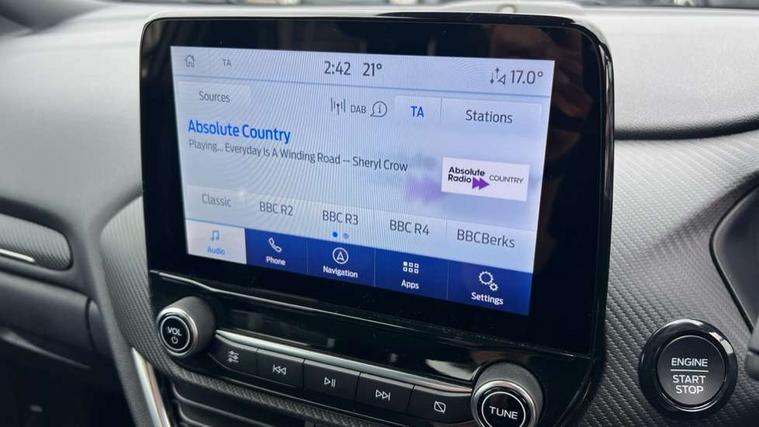 TA 2:42 21° 17.0°
Sources DAB TA Stations
Absolute Country
Playing... Everyday Is A Winding Road -- Sheryl Crow
Absolute
Radio COUNTRY
Classic BBC R2 BBC R3 BBC R4 BBCBerks
Audio Phone Navigation Apps Settings
VOL
TUNE
ENGINE
START
STOP